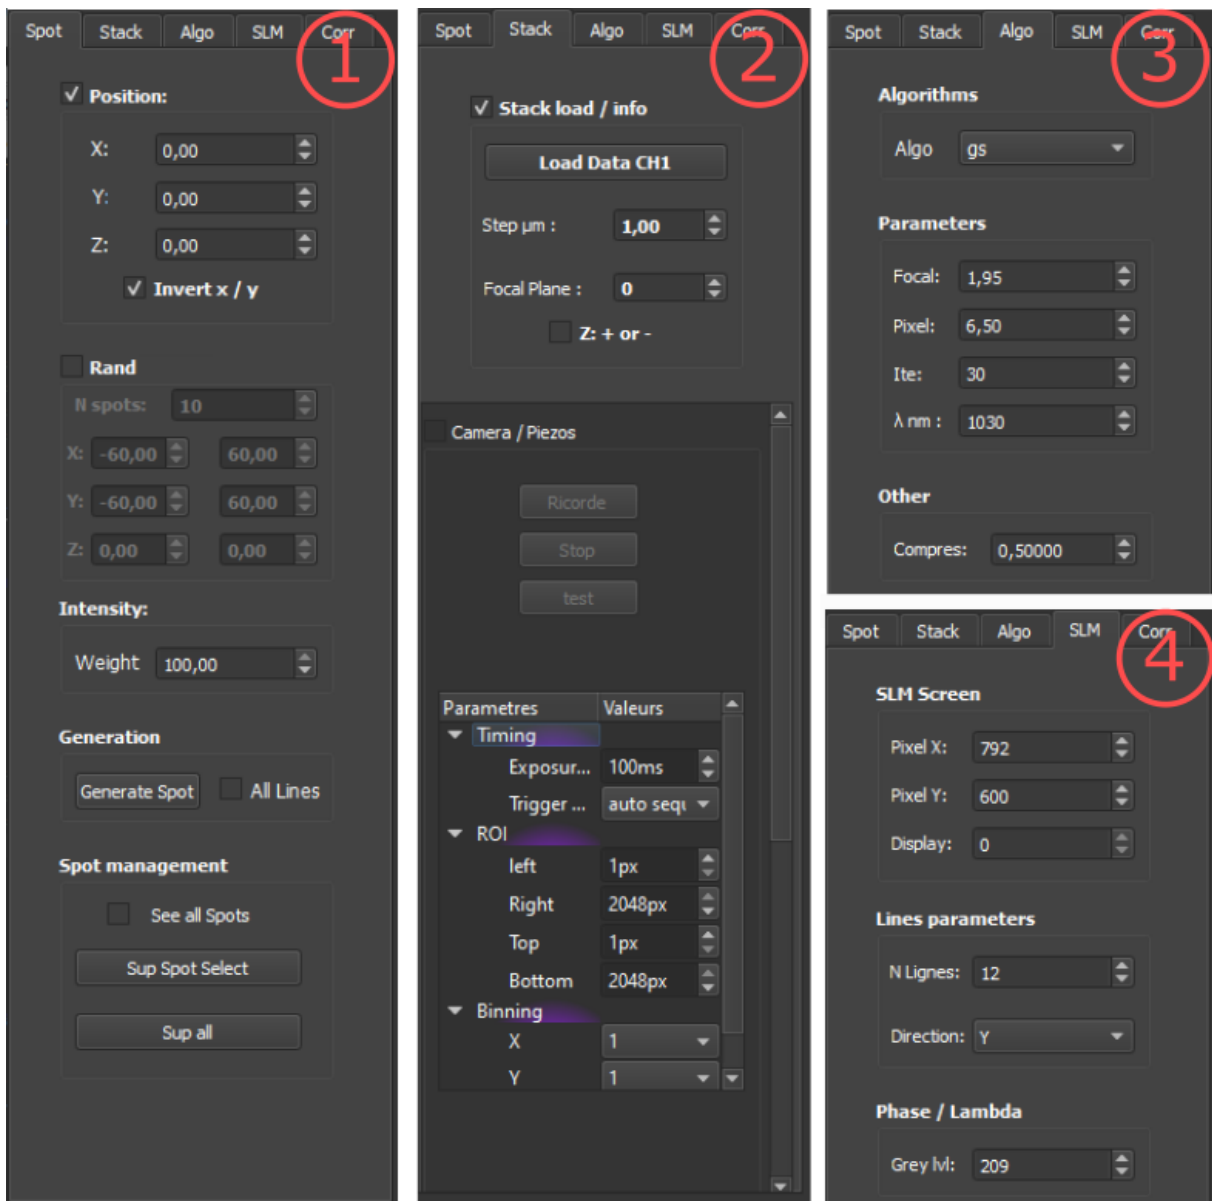 Spot Stack Algo SLM Corr
1
Position:
X: 0,00
Y: 0,00
Z: 0,00
Invert x / y
Rand
N spots: 10
X: -60,00 60,00
Y: -60,00 60,00
Z: 0,00 0,00
Intensity:
Weight 100,00
Generation
Generate Spot All Lines
Spot management
See all Spots
Sup Spot Select
Sup all
Spot Stack Algo SLM Corr
2
Stack load / info
Load Data CH1
Step µm : 1,00
Focal Plane : 0
Z: + or -
Camera / Piezos
Ricorde
Stop
test
Parametres Valeurs
Timing
Exposur... 100ms
Trigger ... auto sequ
ROI
left 1px
Right 2048px
Top 1px
Bottom 2048px
Binning
X 1
Y 1
Spot Stack Algo SLM Corr
3
Algorithms
Algo gs
Parameters
Focal: 1,95
Pixel: 6,50
Ite: 30
λ nm : 1030
Other
Compres: 0,50000
Spot Stack Algo SLM Corr
4
SLM Screen
Pixel X: 792
Pixel Y: 600
Display: 0
Lines parameters
N Lignes: 12
Direction: Y
Phase / Lambda
Grey lvl: 209